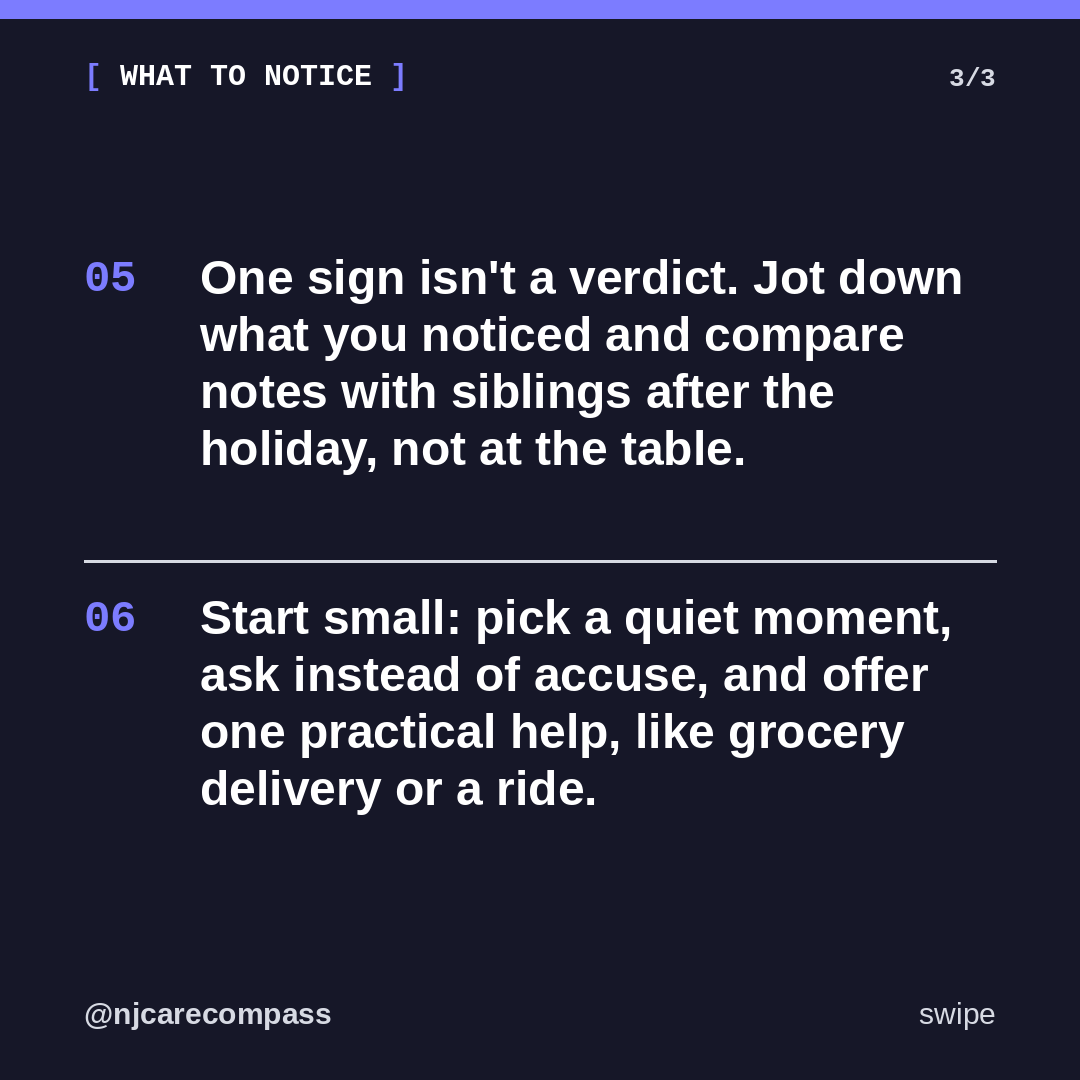 [ WHAT TO NOTICE ]
3/3
05
One sign isn't a verdict. Jot down
what you noticed and compare
notes with siblings after the
holiday, not at the table.
06
Start small: pick a quiet moment,
ask instead of accuse, and offer
one practical help, like grocery
delivery or a ride.
@njcarecompass
swipe